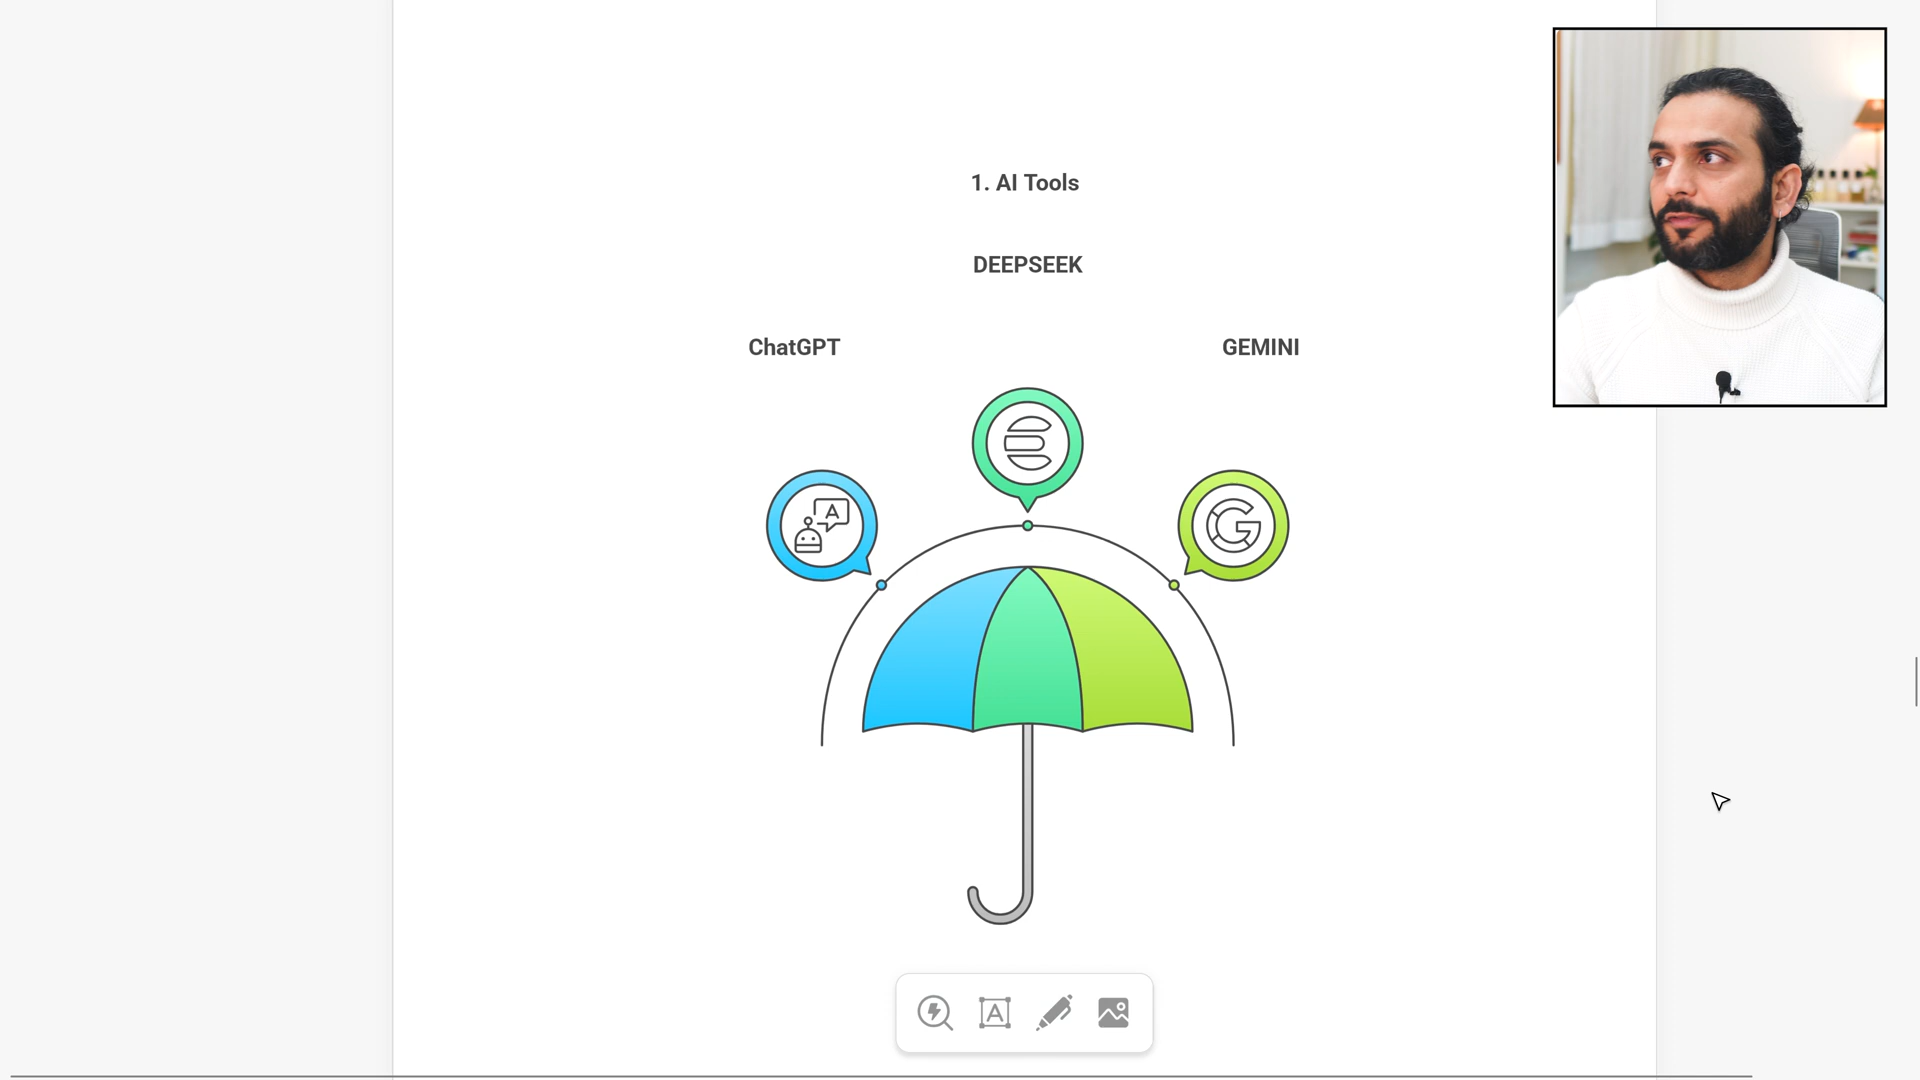 1. AI Tools
DEEPSEEK
ChatGPT
GEMINI
A
A